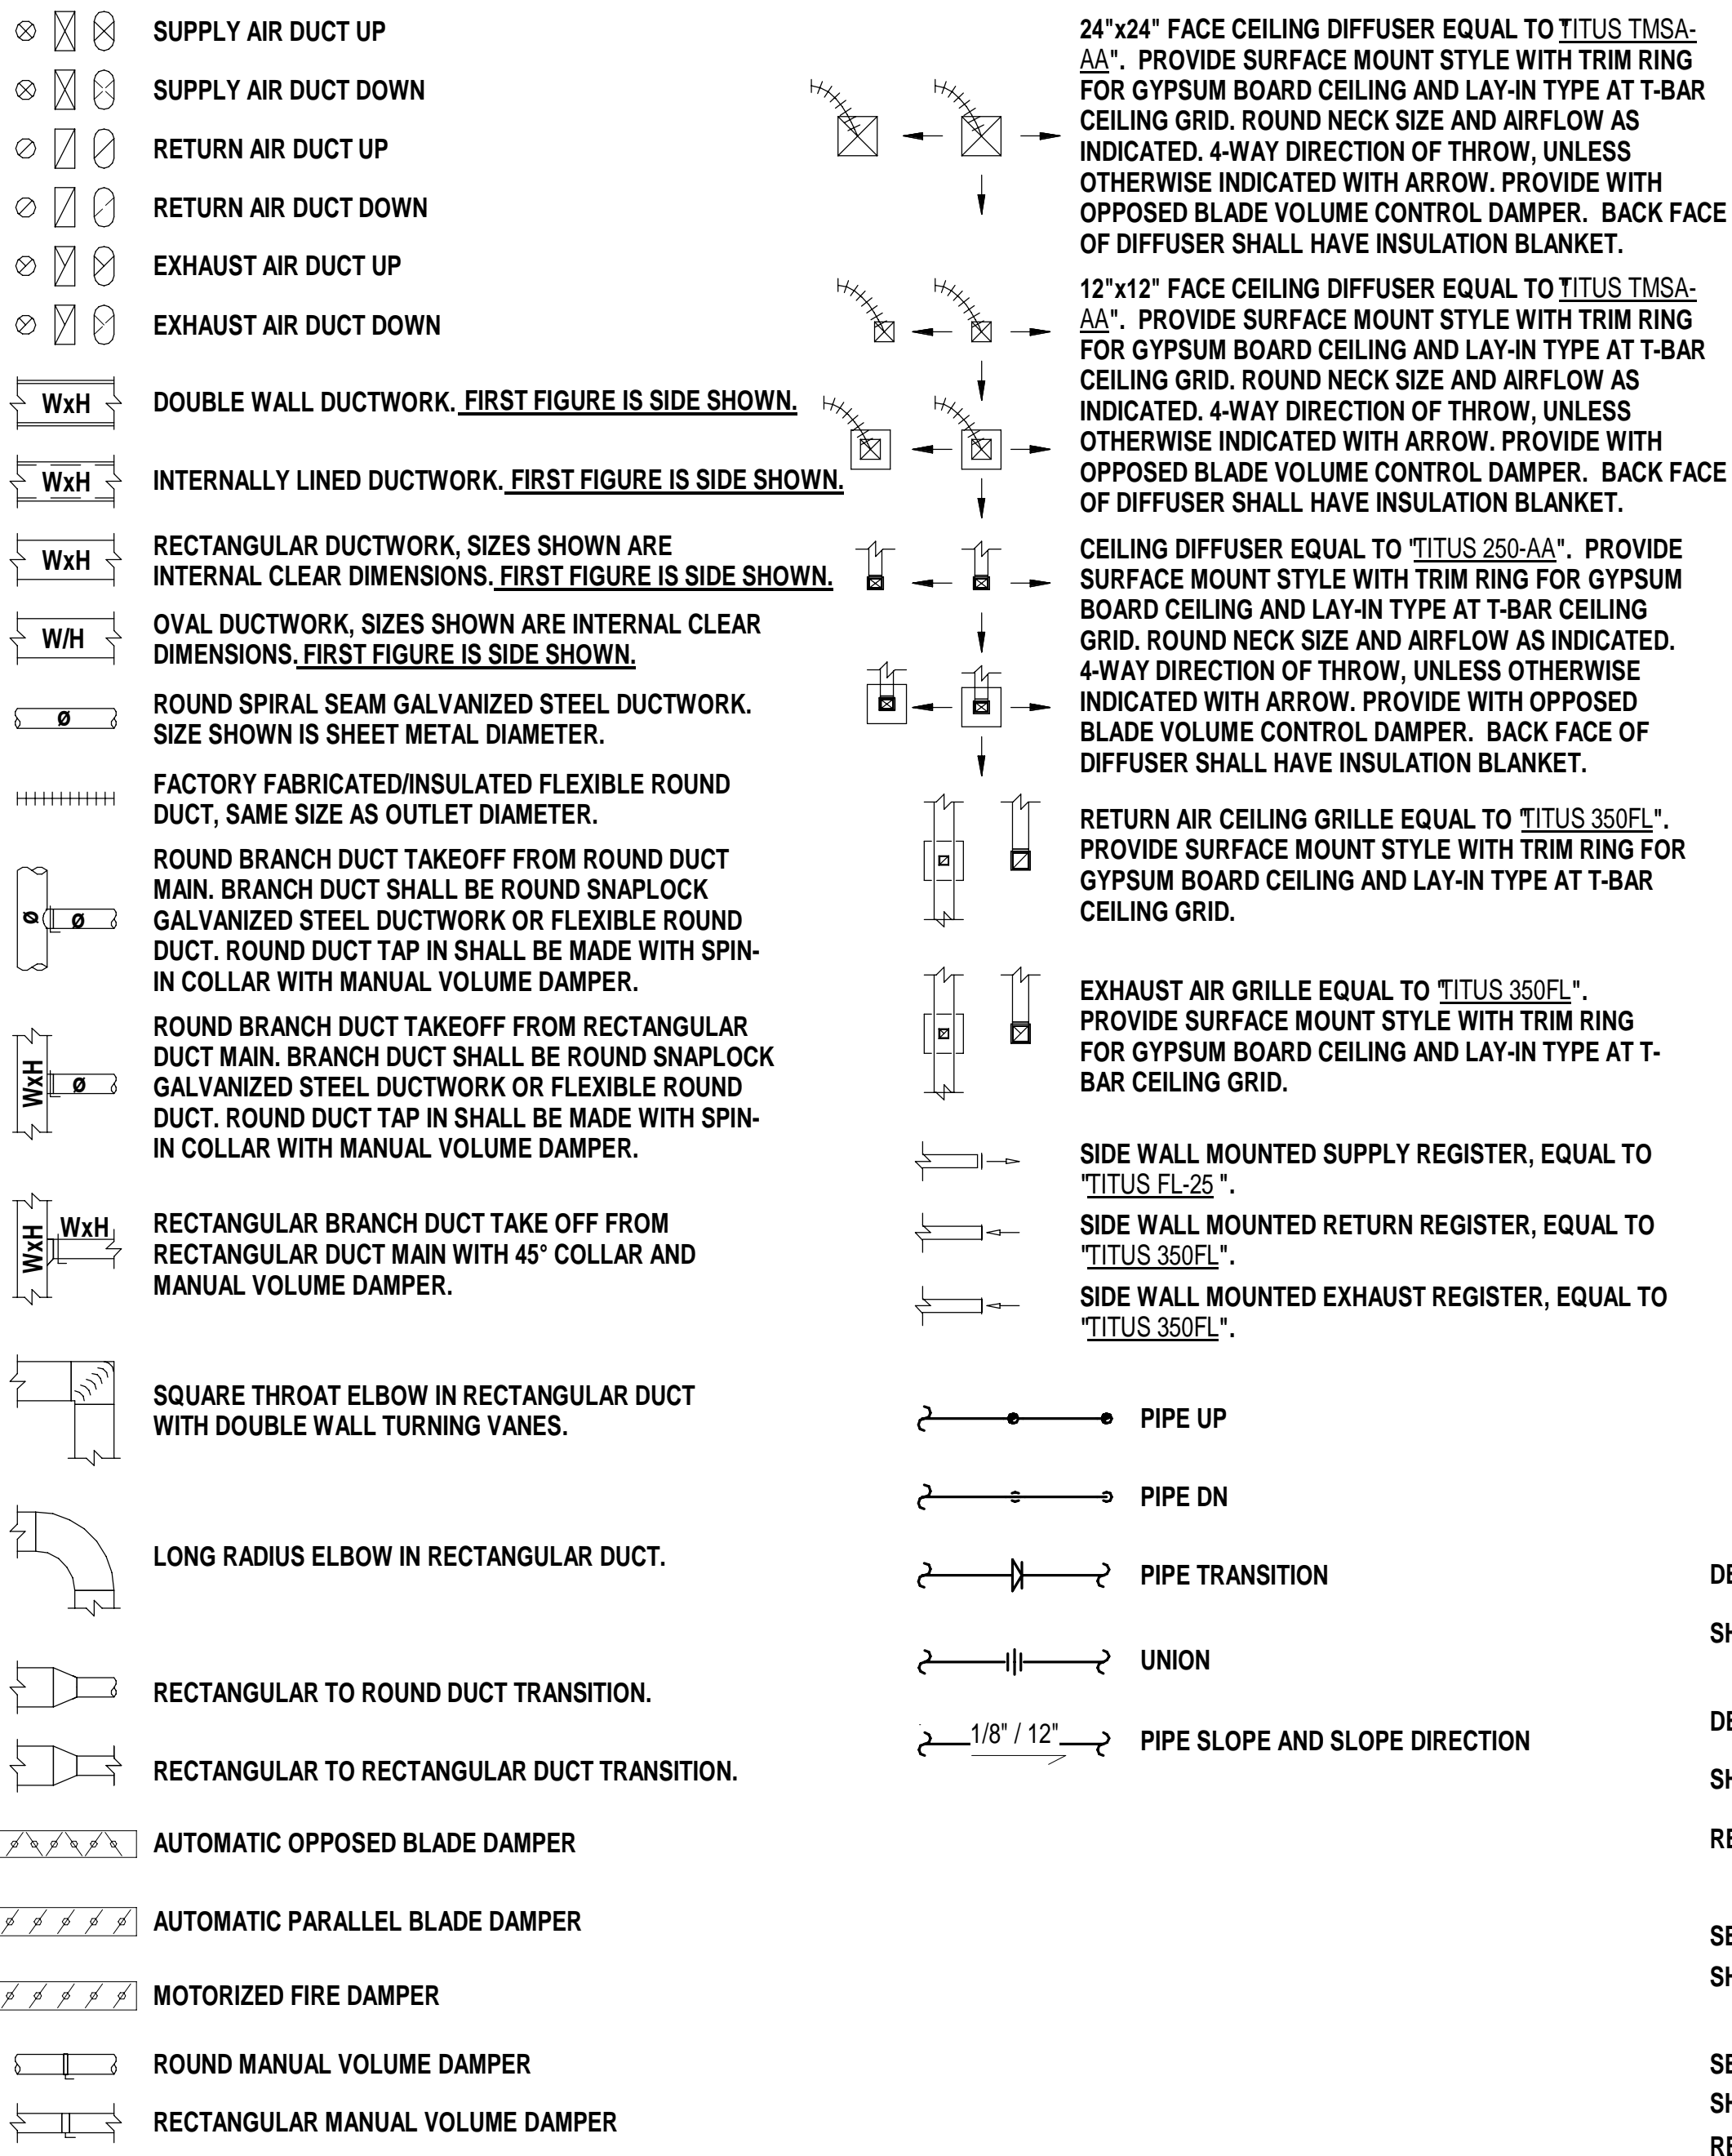 SUPPLY AIR DUCT UP
SUPPLY AIR DUCT DOWN
RETURN AIR DUCT UP
RETURN AIR DUCT DOWN
EXHAUST AIR DUCT UP
EXHAUST AIR DUCT DOWN
WxH
DOUBLE WALL DUCTWORK. FIRST FIGURE IS SIDE SHOWN.
WxH
INTERNALLY LINED DUCTWORK. FIRST FIGURE IS SIDE SHOWN.
WxH
RECTANGULAR DUCTWORK, SIZES SHOWN ARE
INTERNAL CLEAR DIMENSIONS. FIRST FIGURE IS SIDE SHOWN.
W/H
OVAL DUCTWORK, SIZES SHOWN ARE INTERNAL CLEAR
DIMENSIONS. FIRST FIGURE IS SIDE SHOWN.
Ø
ROUND SPIRAL SEAM GALVANIZED STEEL DUCTWORK.
SIZE SHOWN IS SHEET METAL DIAMETER.
FACTORY FABRICATED/INSULATED FLEXIBLE ROUND
DUCT, SAME SIZE AS OUTLET DIAMETER.
Ø Ø
ROUND BRANCH DUCT TAKEOFF FROM ROUND DUCT
MAIN. BRANCH DUCT SHALL BE ROUND SNAPLOCK
GALVANIZED STEEL DUCTWORK OR FLEXIBLE ROUND
DUCT. ROUND DUCT TAP IN SHALL BE MADE WITH SPIN-
IN COLLAR WITH MANUAL VOLUME DAMPER.
WxH Ø
ROUND BRANCH DUCT TAKEOFF FROM RECTANGULAR
DUCT MAIN. BRANCH DUCT SHALL BE ROUND SNAPLOCK
GALVANIZED STEEL DUCTWORK OR FLEXIBLE ROUND
DUCT. ROUND DUCT TAP IN SHALL BE MADE WITH SPIN-
IN COLLAR WITH MANUAL VOLUME DAMPER.
WxH WxH
RECTANGULAR BRANCH DUCT TAKE OFF FROM
RECTANGULAR DUCT MAIN WITH 45° COLLAR AND
MANUAL VOLUME DAMPER.
SQUARE THROAT ELBOW IN RECTANGULAR DUCT
WITH DOUBLE WALL TURNING VANES.
LONG RADIUS ELBOW IN RECTANGULAR DUCT.
RECTANGULAR TO ROUND DUCT TRANSITION.
RECTANGULAR TO RECTANGULAR DUCT TRANSITION.
AUTOMATIC OPPOSED BLADE DAMPER
AUTOMATIC PARALLEL BLADE DAMPER
MOTORIZED FIRE DAMPER
ROUND MANUAL VOLUME DAMPER
RECTANGULAR MANUAL VOLUME DAMPER
24"x24" FACE CEILING DIFFUSER EQUAL TO "TITUS TMSA-
AA". PROVIDE SURFACE MOUNT STYLE WITH TRIM RING
FOR GYPSUM BOARD CEILING AND LAY-IN TYPE AT T-BAR
CEILING GRID. ROUND NECK SIZE AND AIRFLOW AS
INDICATED. 4-WAY DIRECTION OF THROW, UNLESS
OTHERWISE INDICATED WITH ARROW. PROVIDE WITH
OPPOSED BLADE VOLUME CONTROL DAMPER. BACK FACE
OF DIFFUSER SHALL HAVE INSULATION BLANKET.
12"x12" FACE CEILING DIFFUSER EQUAL TO "TITUS TMSA-
AA". PROVIDE SURFACE MOUNT STYLE WITH TRIM RING
FOR GYPSUM BOARD CEILING AND LAY-IN TYPE AT T-BAR
CEILING GRID. ROUND NECK SIZE AND AIRFLOW AS
INDICATED. 4-WAY DIRECTION OF THROW, UNLESS
OTHERWISE INDICATED WITH ARROW. PROVIDE WITH
OPPOSED BLADE VOLUME CONTROL DAMPER. BACK FACE
OF DIFFUSER SHALL HAVE INSULATION BLANKET.
CEILING DIFFUSER EQUAL TO "TITUS 250-AA". PROVIDE
SURFACE MOUNT STYLE WITH TRIM RING FOR GYPSUM
BOARD CEILING AND LAY-IN TYPE AT T-BAR CEILING
GRID. ROUND NECK SIZE AND AIRFLOW AS INDICATED.
4-WAY DIRECTION OF THROW, UNLESS OTHERWISE
INDICATED WITH ARROW. PROVIDE WITH OPPOSED
BLADE VOLUME CONTROL DAMPER. BACK FACE OF
DIFFUSER SHALL HAVE INSULATION BLANKET.
RETURN AIR CEILING GRILLE EQUAL TO "TITUS 350FL".
PROVIDE SURFACE MOUNT STYLE WITH TRIM RING FOR
GYPSUM BOARD CEILING AND LAY-IN TYPE AT T-BAR
CEILING GRID.
EXHAUST AIR GRILLE EQUAL TO "TITUS 350FL".
PROVIDE SURFACE MOUNT STYLE WITH TRIM RING
FOR GYPSUM BOARD CEILING AND LAY-IN TYPE AT T-
BAR CEILING GRID.
SIDE WALL MOUNTED SUPPLY REGISTER, EQUAL TO
"TITUS FL-25 ".
SIDE WALL MOUNTED RETURN REGISTER, EQUAL TO
"TITUS 350FL".
SIDE WALL MOUNTED EXHAUST REGISTER, EQUAL TO
"TITUS 350FL".
PIPE UP
PIPE DN
PIPE TRANSITION
UNION
1/8" / 12"
PIPE SLOPE AND SLOPE DIRECTION